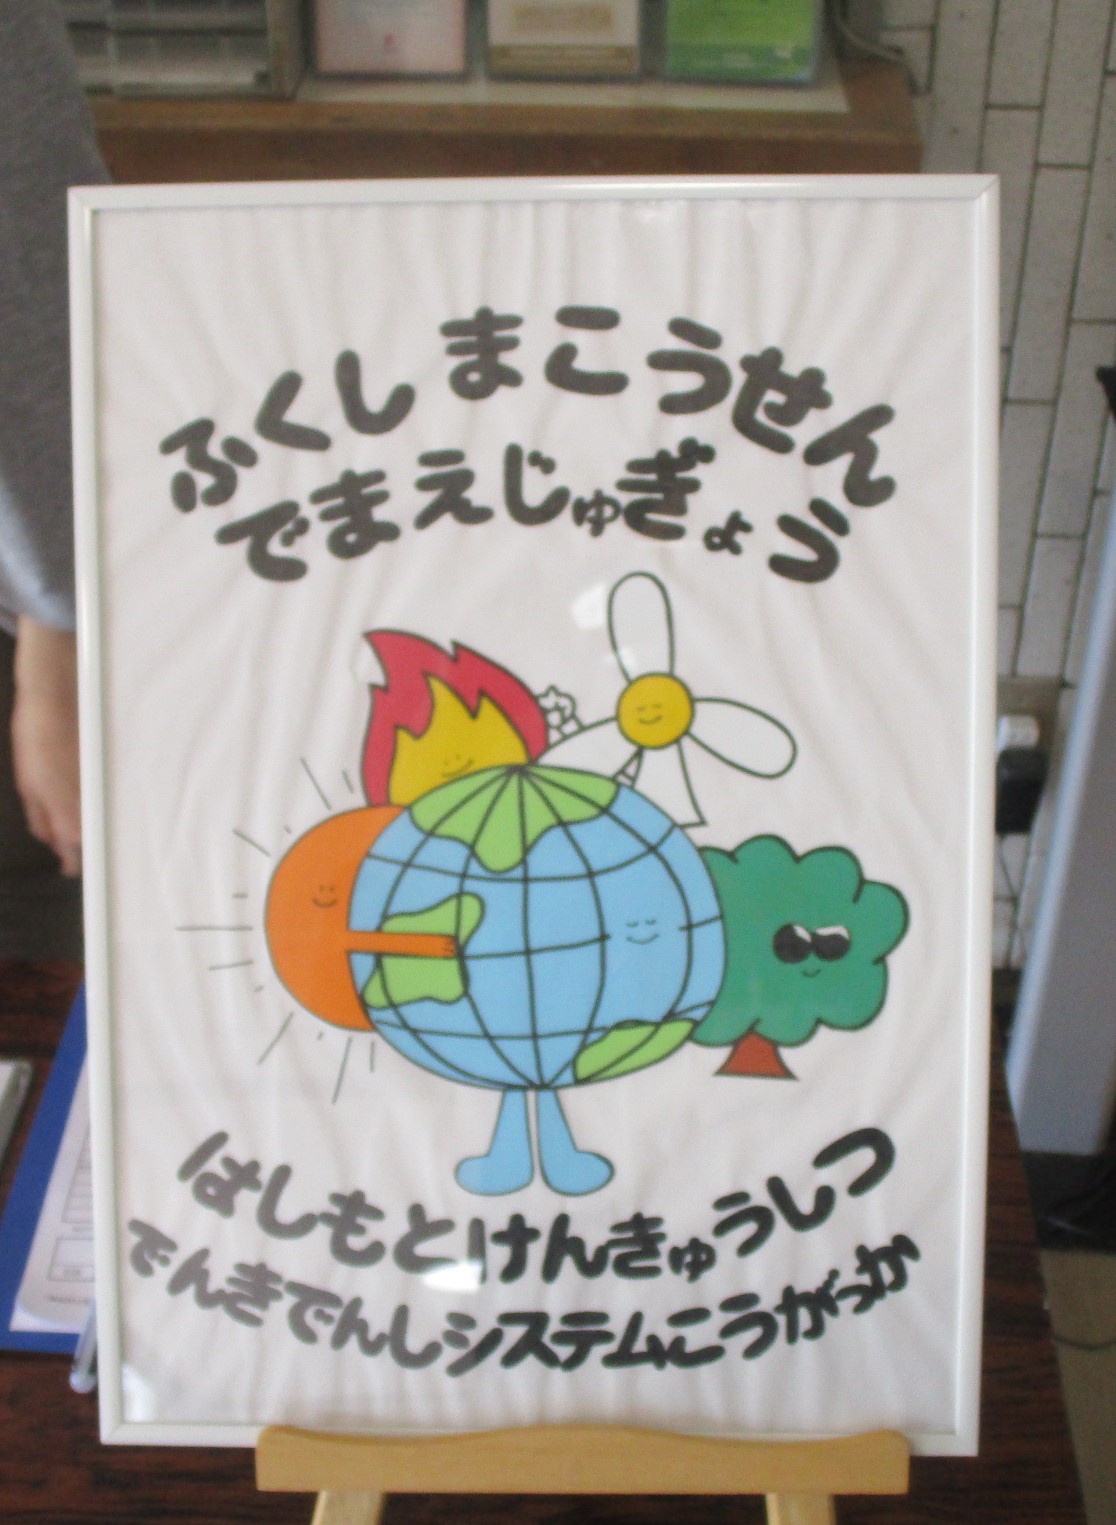 ふくしまこうせん
でまえじゅぎょう
はしもとけんきゅうしつ
でんきでんしシステムこうがっか